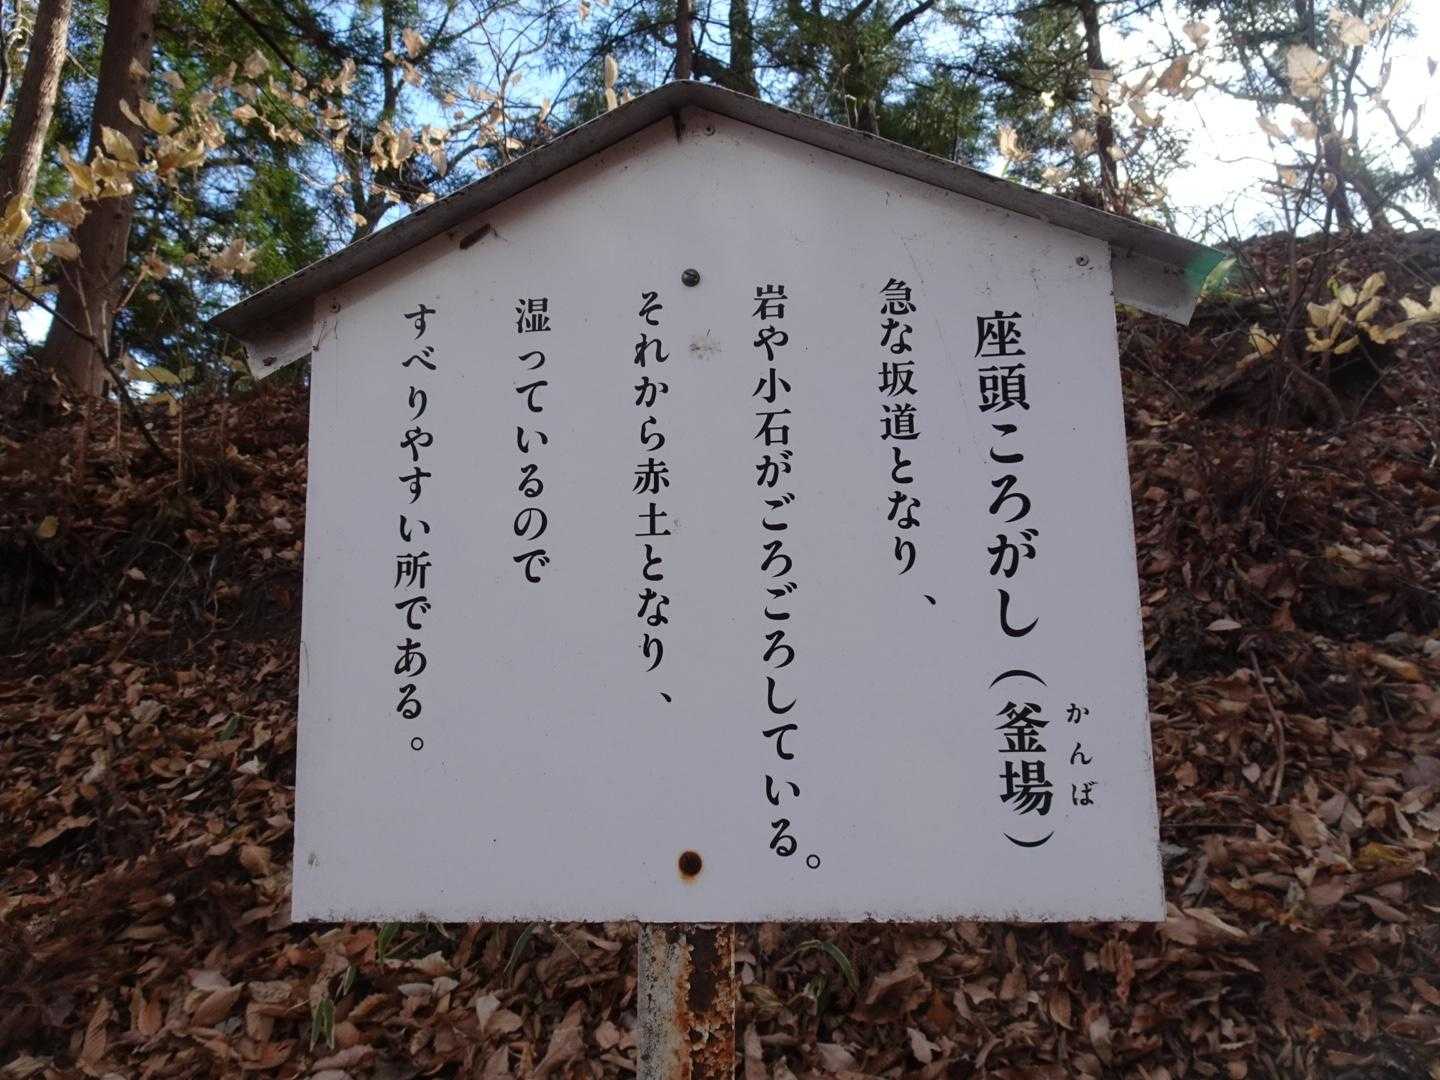 座頭ころがし（釜場）
かんば
急な坂道となり、
岩や小石がごろごろしている。
それから赤土となり、
湿っているので
すべりやすい所である。